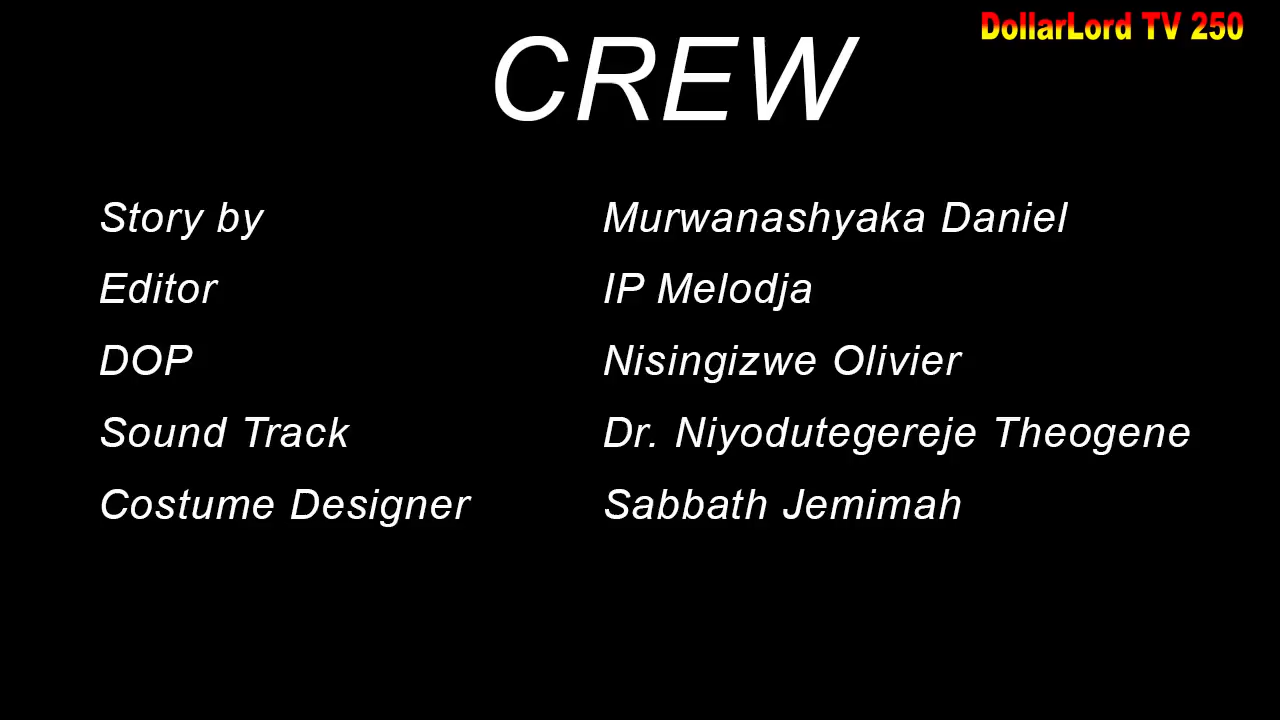 DollarLord TV 250
CREW
Story by Murwanashyaka Daniel
Editor IP Melodja
DOP Nisingizwe Olivier
Sound Track Dr. Niyodutegereje Theogene
Costume Designer Sabbath Jemimah